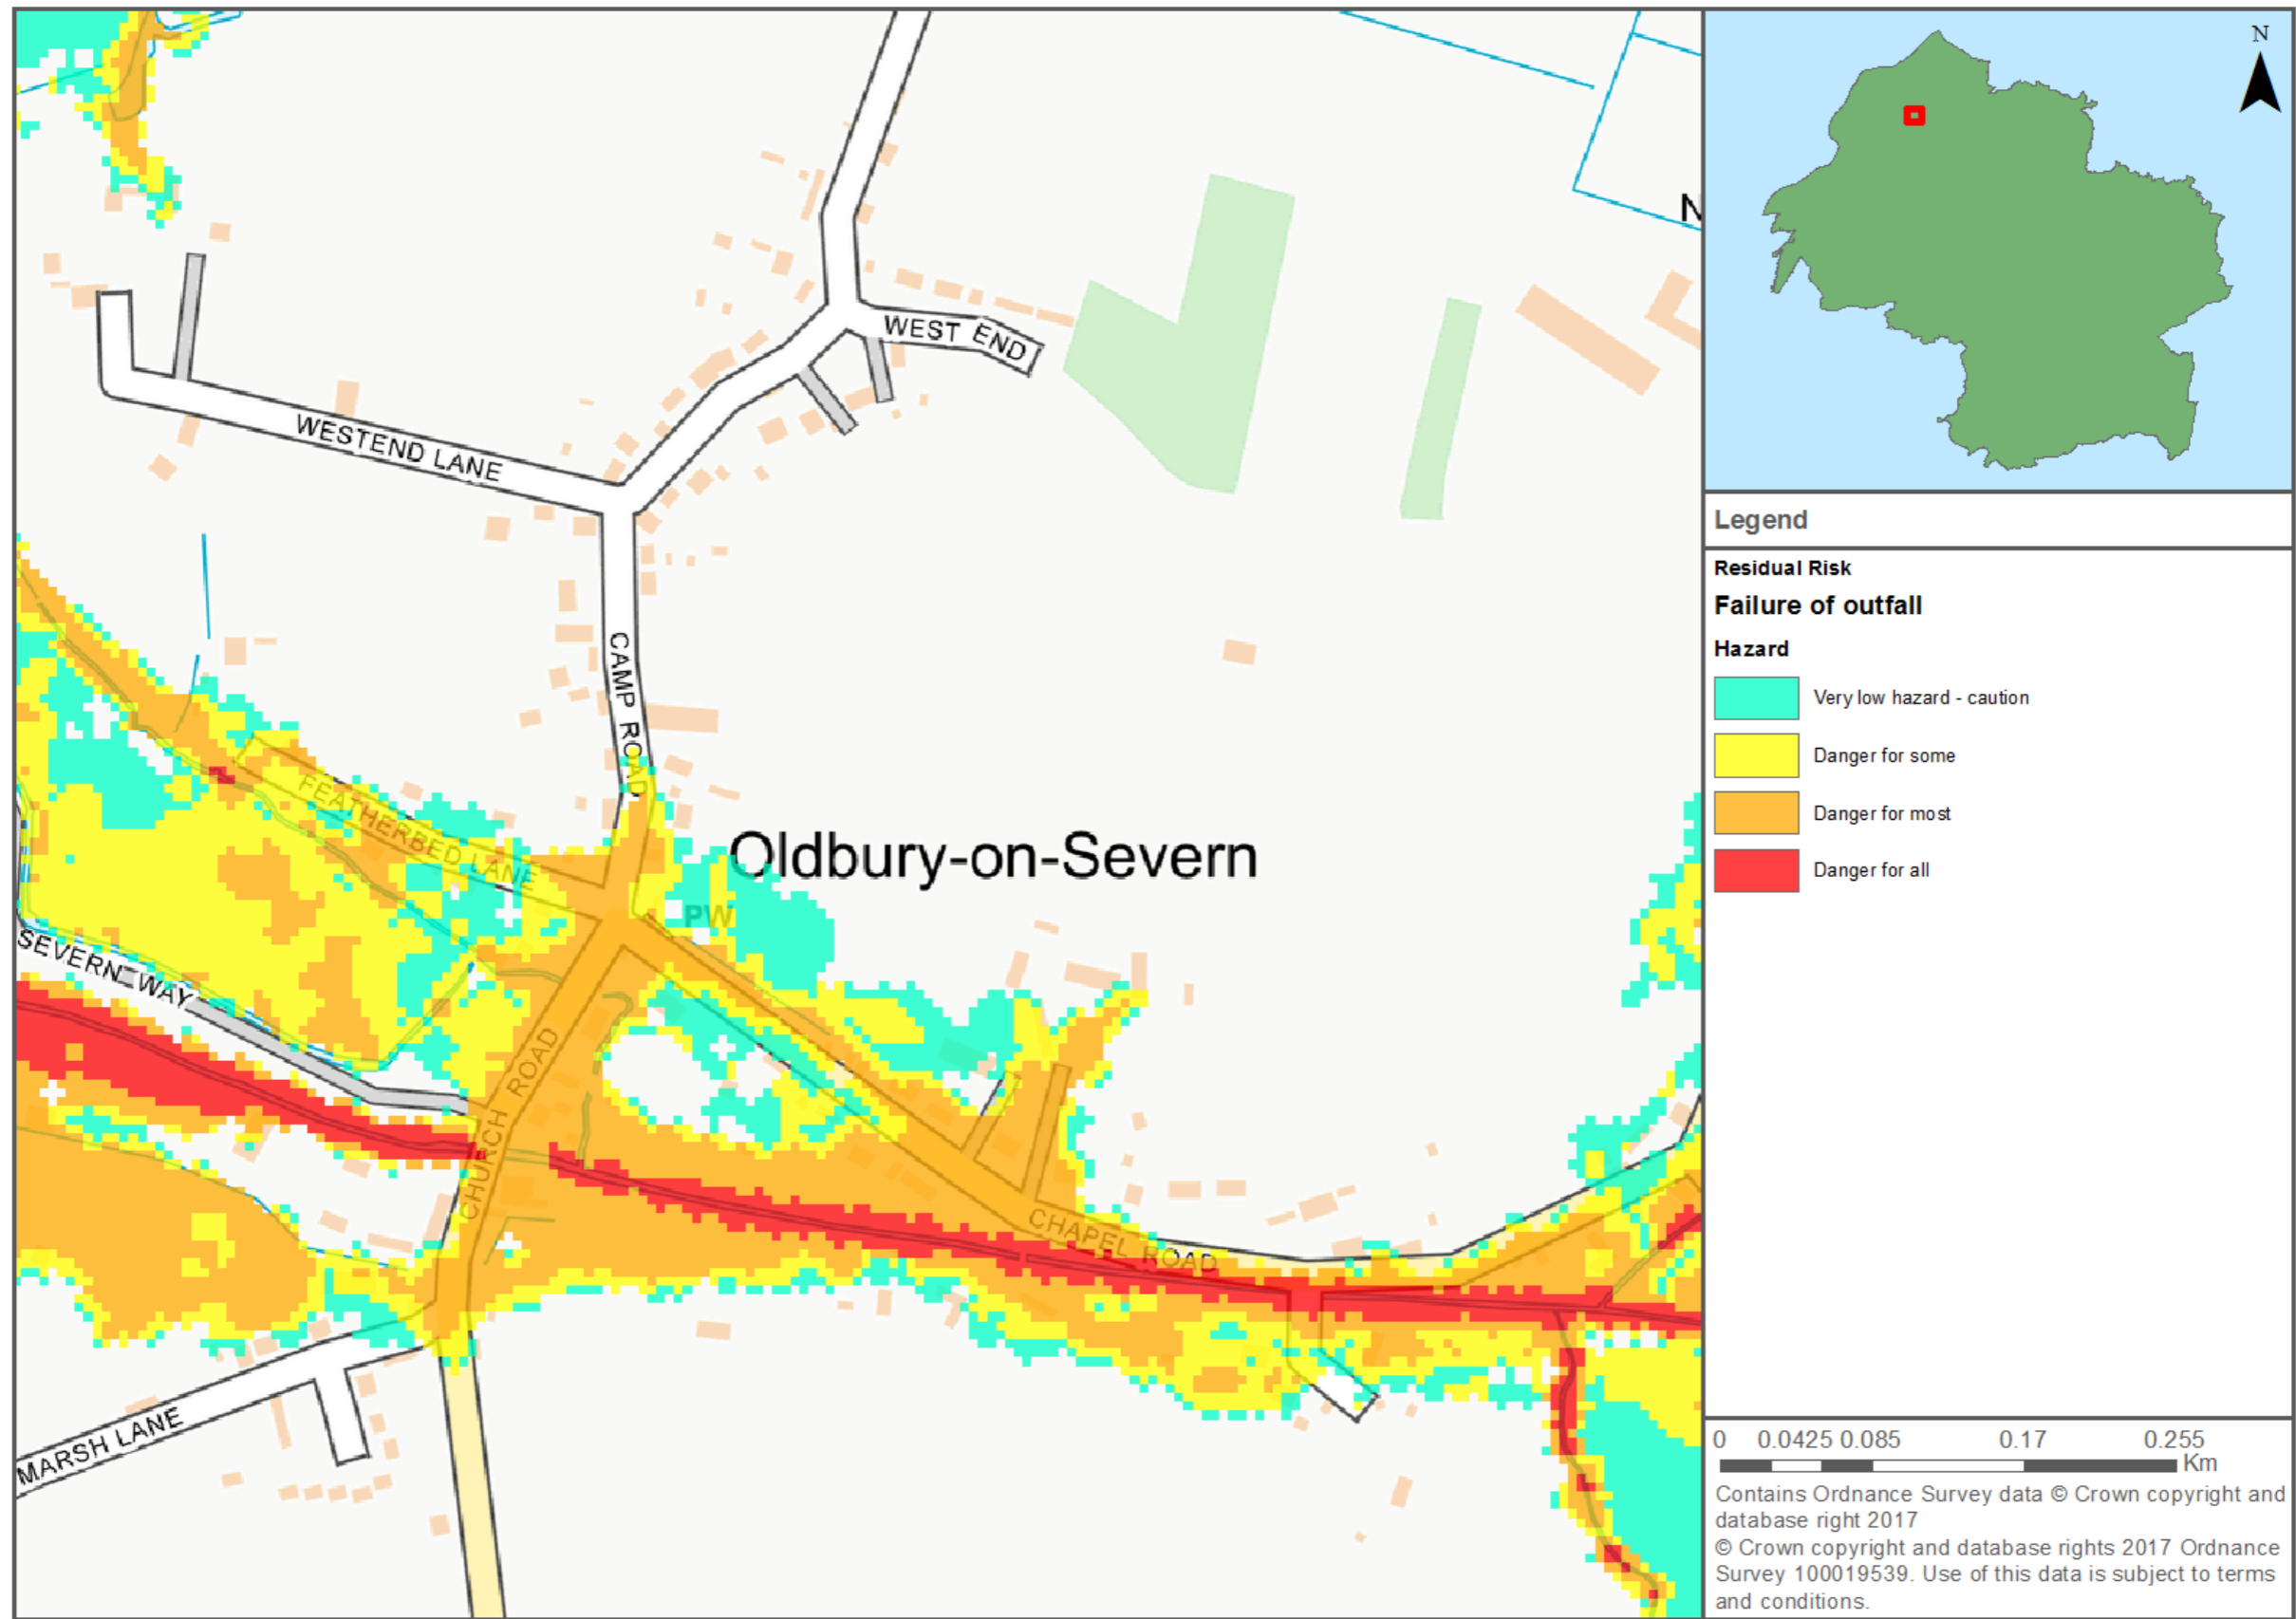 N
WEST END
WESTEND LANE
CAMP ROAD
FEATHERBED LANE
Oldbury-on-Severn
PW
SEVERN WAY
CHURCH ROAD
CHAPEL ROAD
MARSH LANE
N
Legend
Residual Risk
Failure of outfall
Hazard
Very low hazard - caution
Danger for some
Danger for most
Danger for all
0 0.0425 0.085 0.17 0.255
Km
Contains Ordnance Survey data © Crown copyright and
database right 2017
© Crown copyright and database rights 2017 Ordnance
Survey 100019539. Use of this data is subject to terms
and conditions.